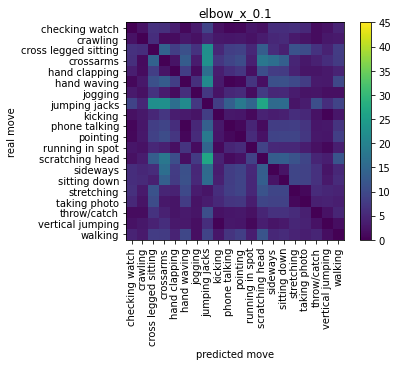 elbow_x_0.1
real move
checking watch
crawling
cross legged sitting
crossarms
hand clapping
hand waving
jogging
jumping jacks
kicking
phone talking
pointing
running in spot
scratching head
sideways
sitting down
stretching
taking photo
throw/catch
vertical jumping
walking
checking watch
crawling
cross legged sitting
crossarms
hand clapping
hand waving
jogging
jumping jacks
kicking
phone talking
pointing
running in spot
scratching head
sideways
sitting down
stretching
taking photo
throw/catch
vertical jumping
walking
predicted move
45
40
35
30
25
20
15
10
5
0